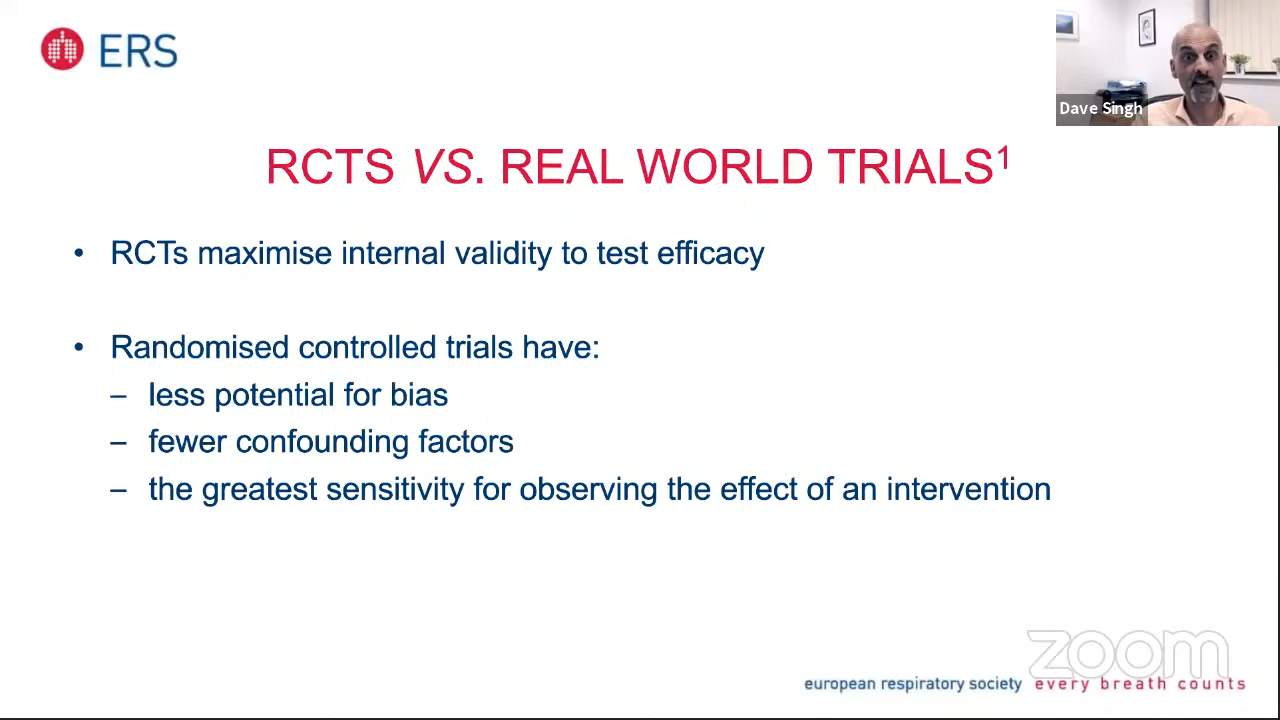 ERS
Dave Singh
RCTS VS. REAL WORLD TRIALS¹
• RCTs maximise internal validity to test efficacy
• Randomised controlled trials have:
– less potential for bias
– fewer confounding factors
– the greatest sensitivity for observing the effect of an intervention
zoom
european respiratory society every breath counts